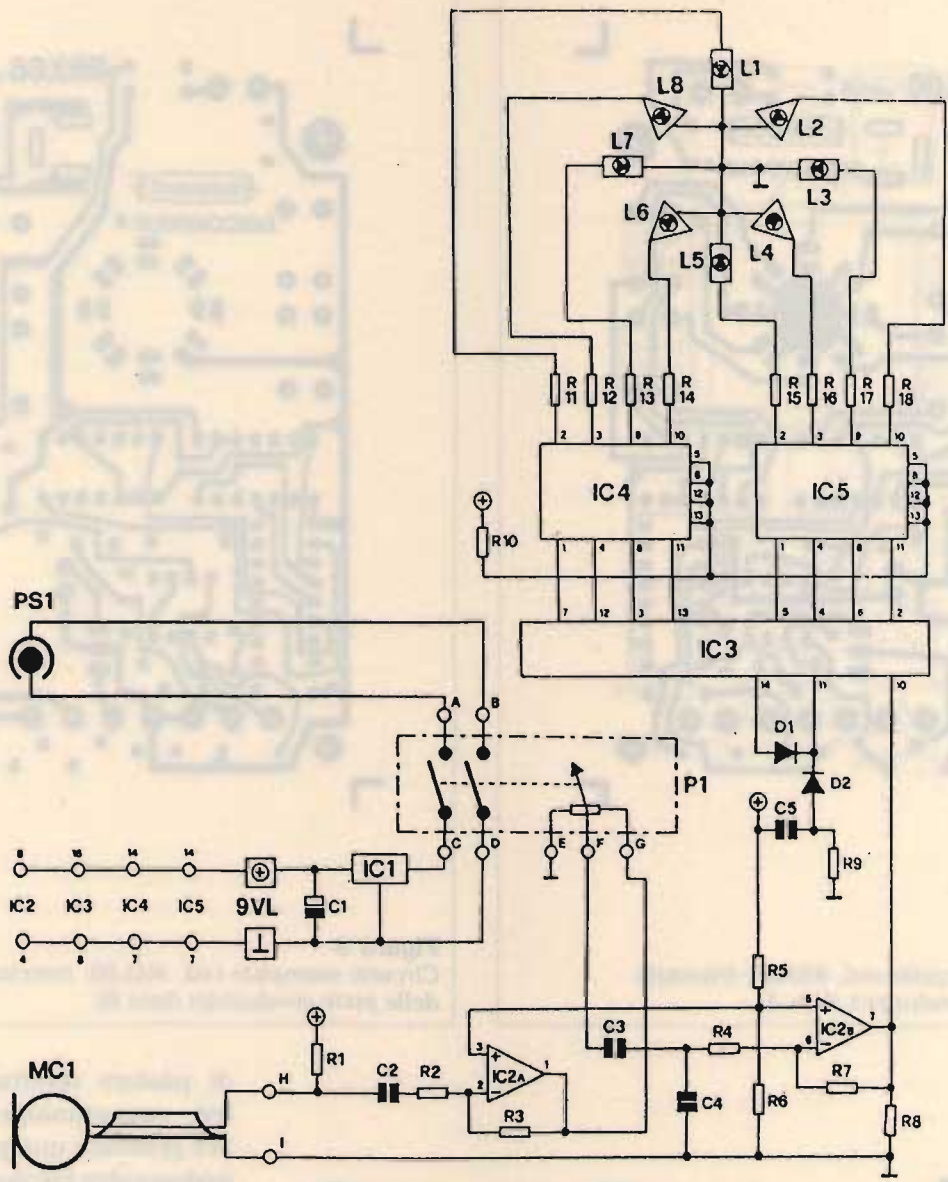 L1
L8
L2
L7
L3
L6
L5
L4
R 11
R 12
R 13
R 14
R 15
R 16
R 17
R 18
2 3 9 10
2 3 9 10
IC4
5
6
12
13
IC5
5
8
12
13
R10
1 4 8 11
1 4 8 11
7 12 3 13 5 4 6 2
IC3
14 11 10
PS1
A B
P1
D1
D2
C5
R9
C D E F G
8 16 14 14
IC2 IC3 IC4 IC5 9VL C1
IC1
4 8 7 7
R5
MC1
H
R1
C2 R2
3
2
IC2A
1
R3
C3
R4
C4
5
6
IC2B
7
R7
R6
R8
I